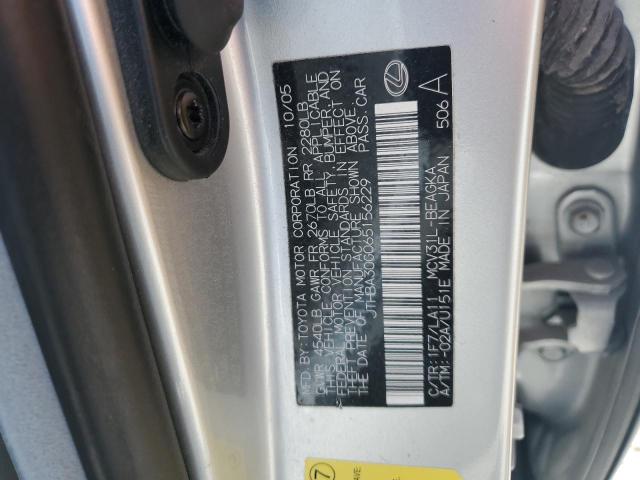 MFD. BY: TOYOTA MOTOR CORPORATION 10/05
GVWR 4540LB GAWR FR 2670LB RR 2280LB
THIS VEHICLE CONFORMS TO ALL APPLICABLE
FEDERAL MOTOR VEHICLE SAFETY, BUMPER, AND
THEFT PREVENTION STANDARDS IN EFFECT ON
THE DATE OF MANUFACTURE SHOWN ABOVE.
JTHBA30G065156229 PASS. CAR
C/TR: 1F7/LA11 MCV31L-BEAGKA
A/TM: -02A/U151E MADE IN JAPAN 506 A
7